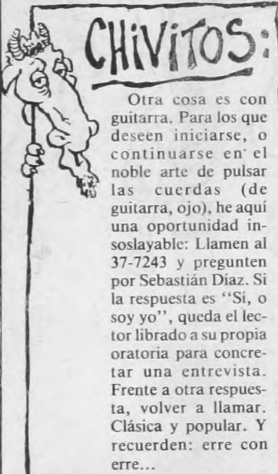 CHIVITOS:
Otra cosa es con
guitarra. Para los que
deseen iniciarse, o
continuarse en el
noble arte de pulsar
las cuerdas (de
guitarra, ojo), he aquí
una oportunidad in-
soslayable: Llamen al
37-7243 y pregunten
por Sebastián Díaz. Si
la respuesta es "Sí, o
soy yo", queda el lec-
tor librado a su propia
oratoria para concre-
tar una entrevista.
Frente a otra respues-
ta, volver a llamar.
Clásica y popular. Y
recuerden: erre con
erre...